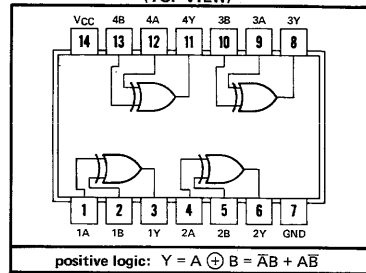 (TOP VIEW)
VCC 4B 4A 4Y 3B 3A 3Y
14 13 12 11 10 9 8
1 2 3 4 5 6 7
1A 1B 1Y 2A 2B 2Y GND
positive logic: Y = A ⊕ B = A̅B + AB̅